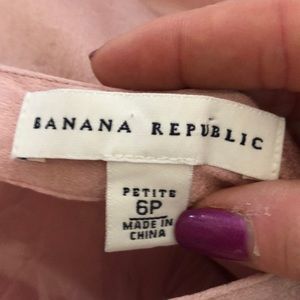 BANANA REPUBLIC
PETITE
6P
MADE IN
CHINA